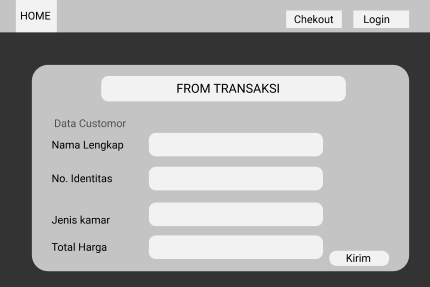 HOME
Chekout
Login
FROM TRANSAKSI
Data Customor
Nama Lengkap
No. Identitas
Jenis kamar
Total Harga
Kirim